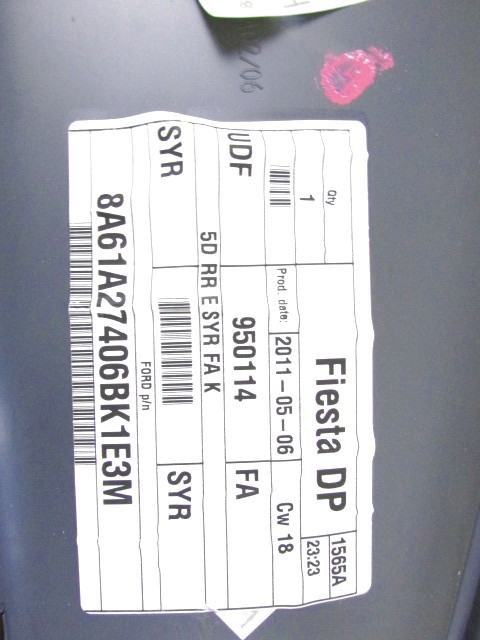 Qty
1
Fiesta DP
1565A
23:23
Prod. date:
2011-05-06
Cw 18
UDF
950114
FA
5D RR E SYR FA K
SYR
SYR
FORD p/n
8A61A27406BK1E3M